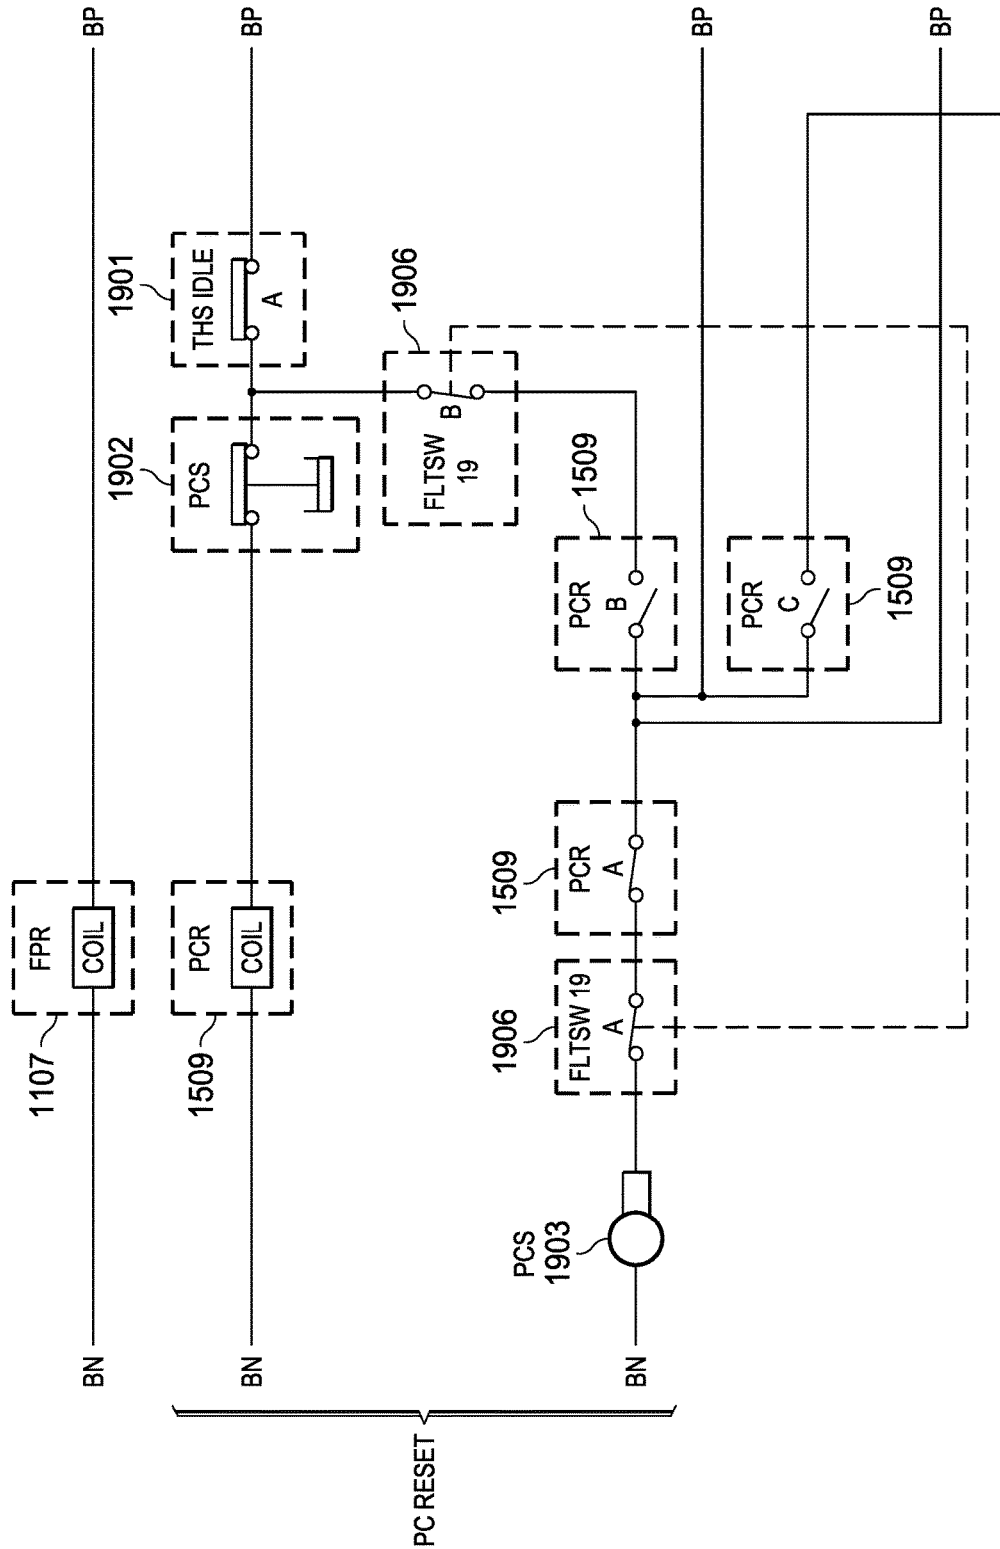 BP
BP
BP
BP
1901
THS IDLE
A
1902
PCS
1906
B
FLTSW
19
1509
PCR
B
PCR
C
1509
1107
FPR
COIL
1509
PCR
COIL
1509
PCR
A
1906
FLTSW 19
A
PCS
1903
BN
BN
BN
PC RESET